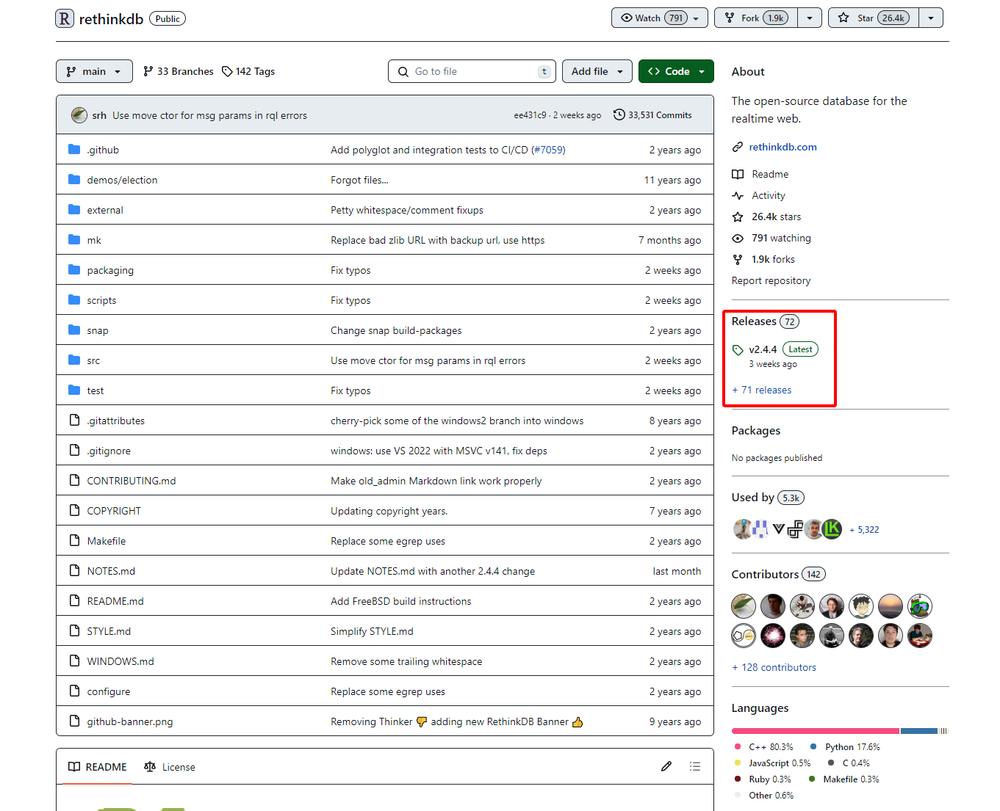 R rethinkdb Public
Watch 791 Fork 1.9k Star 26.4k
main 33 Branches 142 Tags Go to file t Add file <> Code
srh Use move ctor for msg params in rql errors ee431c9 · 2 weeks ago 33,531 Commits
.github Add polyglot and integration tests to CI/CD (#7059) 2 years ago
demos/election Forgot files... 11 years ago
external Petty whitespace/comment fixups 2 years ago
mk Replace bad zlib URL with backup url, use https 7 months ago
packaging Fix typos 2 weeks ago
scripts Fix typos 2 weeks ago
snap Change snap build-packages 2 years ago
src Use move ctor for msg params in rql errors 2 weeks ago
test Fix typos 2 weeks ago
.gitattributes cherry-pick some of the windows2 branch into windows 8 years ago
.gitignore windows: use VS 2022 with MSVC v141, fix deps 2 years ago
CONTRIBUTING.md Make old_admin Markdown link work properly 2 years ago
COPYRIGHT Updating copyright years. 7 years ago
Makefile Replace some egrep uses 2 years ago
NOTES.md Update NOTES.md with another 2.4.4 change last month
README.md Add FreeBSD build instructions 2 years ago
STYLE.md Simplify STYLE.md 2 years ago
WINDOWS.md Remove some trailing whitespace 2 years ago
configure Replace some egrep uses 2 years ago
github-banner.png Removing Thinker 👎 adding new RethinkDB Banner 👍 9 years ago
README License
About
The open-source database for the
realtime web.
rethinkdb.com
Readme
Activity
26.4k stars
791 watching
1.9k forks
Report repository
Releases 72
v2.4.4 Latest
3 weeks ago
+ 71 releases
Packages
No packages published
Used by 5.3k
+ 5,322
Contributors 142
+ 128 contributors
Languages
C++ 80.3% Python 17.6%
JavaScript 0.5% C 0.4%
Ruby 0.3% Makefile 0.3%
Other 0.6%